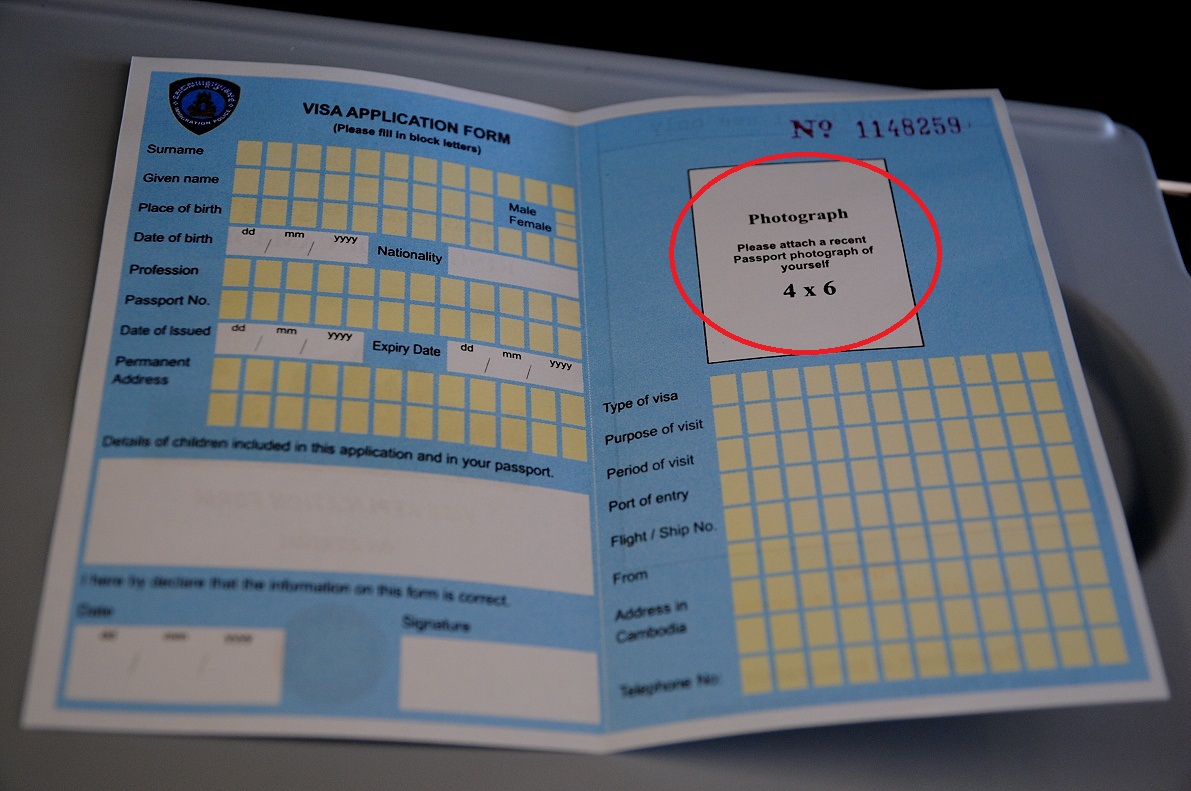 IMMIGRATION POLICE
VISA APPLICATION FORM
(Please fill in block letters)
Surname
Given name
Male
Female
Place of birth
Date of birth
dd mm yyyy
/ /
Nationality
Profession
Passport No.
Date of Issued
dd mm yyyy
/ /
Expiry Date
dd mm yyyy
/ /
Permanent
Address
Details of children included in this application and in your passport.
I here by declare that the information on this form is correct.
Date
dd mm yyyy
/ /
Signature
Nº 1148259
Photograph
Please attach a recent
Passport photograph of
yourself
4 x 6
Type of visa
Purpose of visit
Period of visit
Port of entry
Flight / Ship No.
From
Address in
Cambodia
Telephone No: